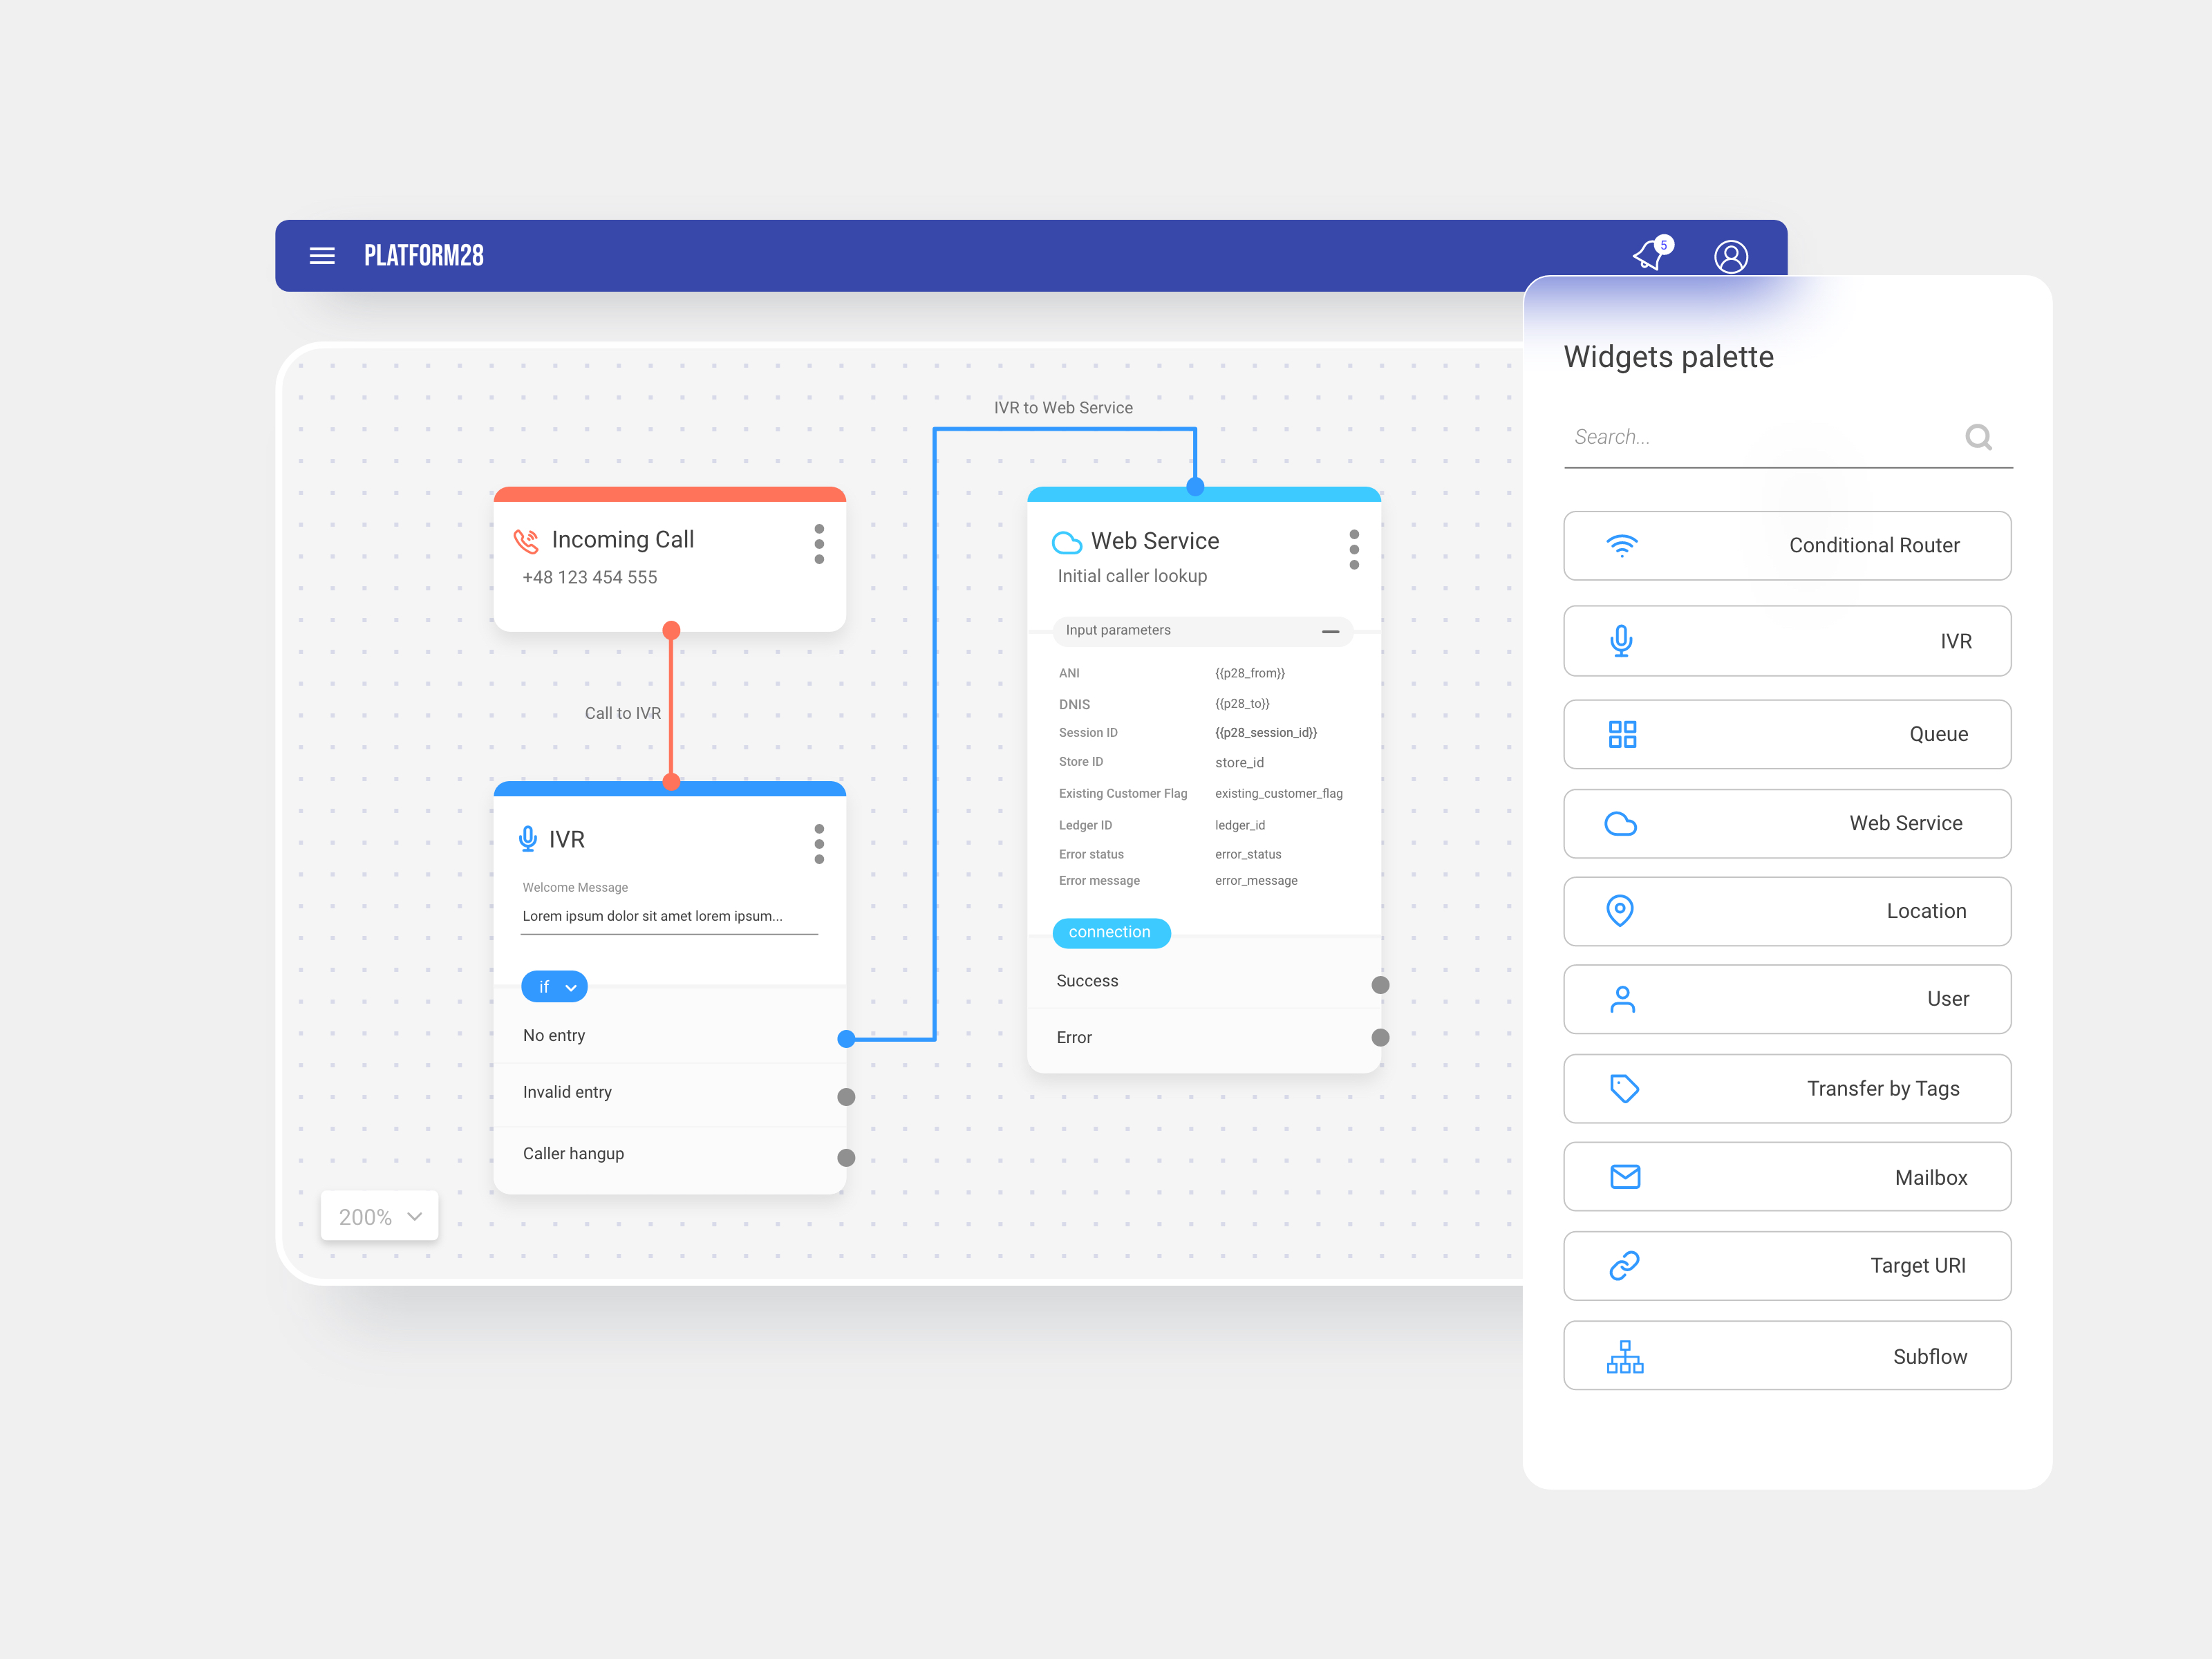 PLATFORM28
5
IVR to Web Service
Incoming Call
+48 123 454 555
Call to IVR
IVR
Welcome Message
Lorem ipsum dolor sit amet lorem ipsum...
if
No entry
Invalid entry
Caller hangup
200%
Web Service
Initial caller lookup
Input parameters
ANI {{p28_from}}
DNIS {{p28_to}}
Session ID {{p28_session_id}}
Store ID store_id
Existing Customer Flag existing_customer_flag
Ledger ID ledger_id
Error status error_status
Error message error_message
connection
Success
Error
Widgets palette
Search...
Conditional Router
IVR
Queue
Web Service
Location
User
Transfer by Tags
Mailbox
Target URI
Subflow